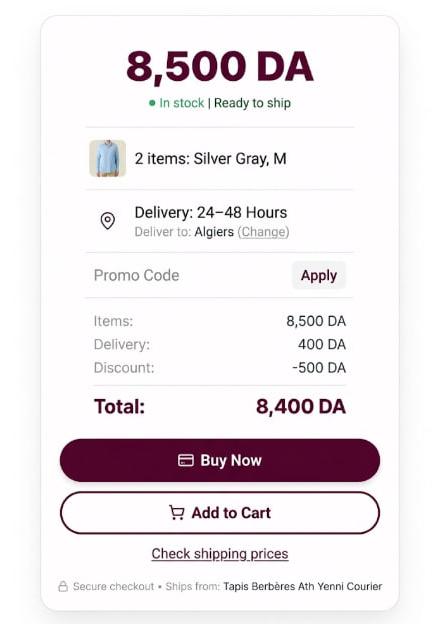 8,500 DA
● In stock | Ready to ship
2 items: Silver Gray, M
Delivery: 24–48 Hours
Deliver to: Algiers (Change)
Promo Code Apply
Items: 8,500 DA
Delivery: 400 DA
Discount: -500 DA
Total: 8,400 DA
Buy Now
Add to Cart
Check shipping prices
Secure checkout • Ships from: Tapis Berbères Ath Yenni Courier